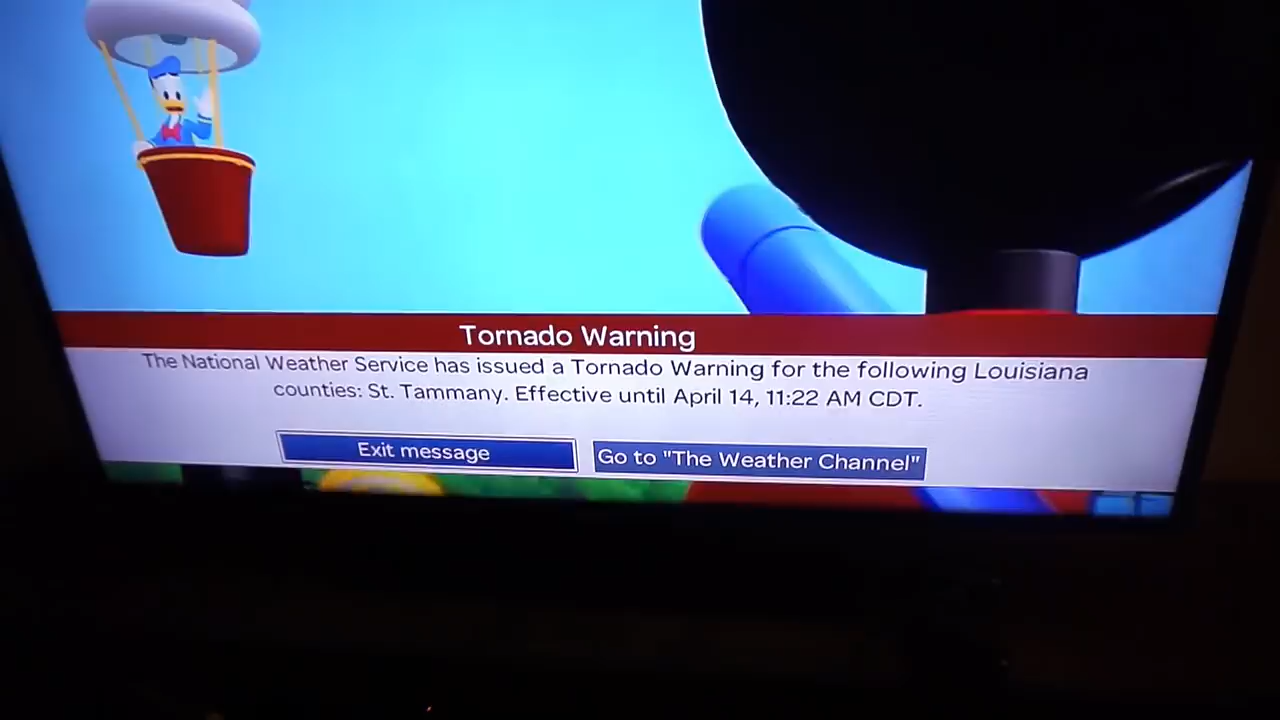 Tornado Warning
The National Weather Service has issued a Tornado Warning for the following Louisiana
counties: St. Tammany. Effective until April 14, 11:22 AM CDT.
Exit message
Go to "The Weather Channel"